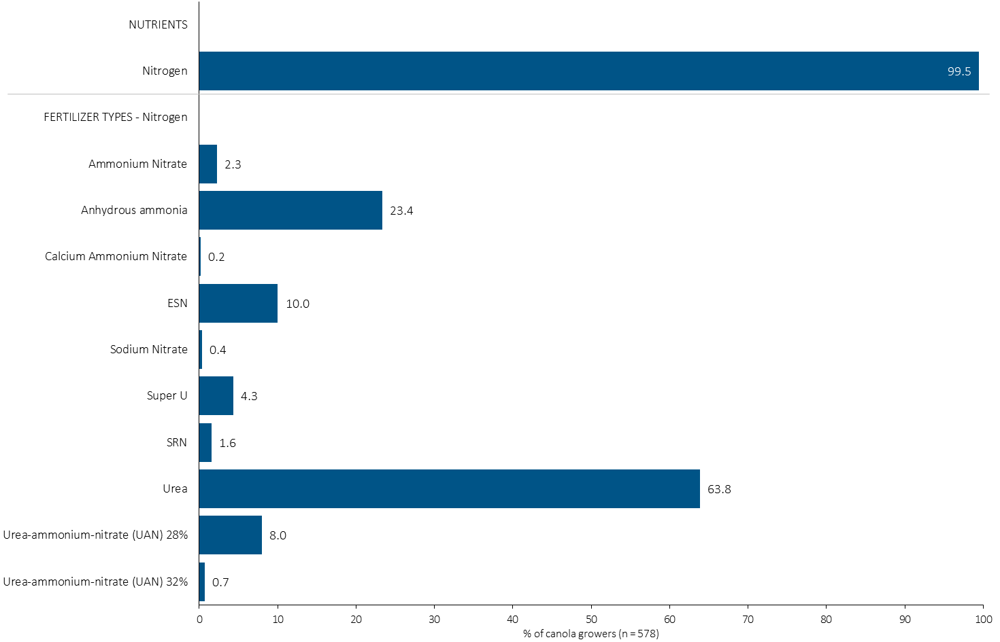 NUTRIENTS
Nitrogen 99.5
FERTILIZER TYPES - Nitrogen
Ammonium Nitrate 2.3
Anhydrous ammonia 23.4
Calcium Ammonium Nitrate 0.2
ESN 10.0
Sodium Nitrate 0.4
Super U 4.3
SRN 1.6
Urea 63.8
Urea-ammonium-nitrate (UAN) 28% 8.0
Urea-ammonium-nitrate (UAN) 32% 0.7
0 10 20 30 40 50 60 70 80 90 100
% of canola growers (n = 578)